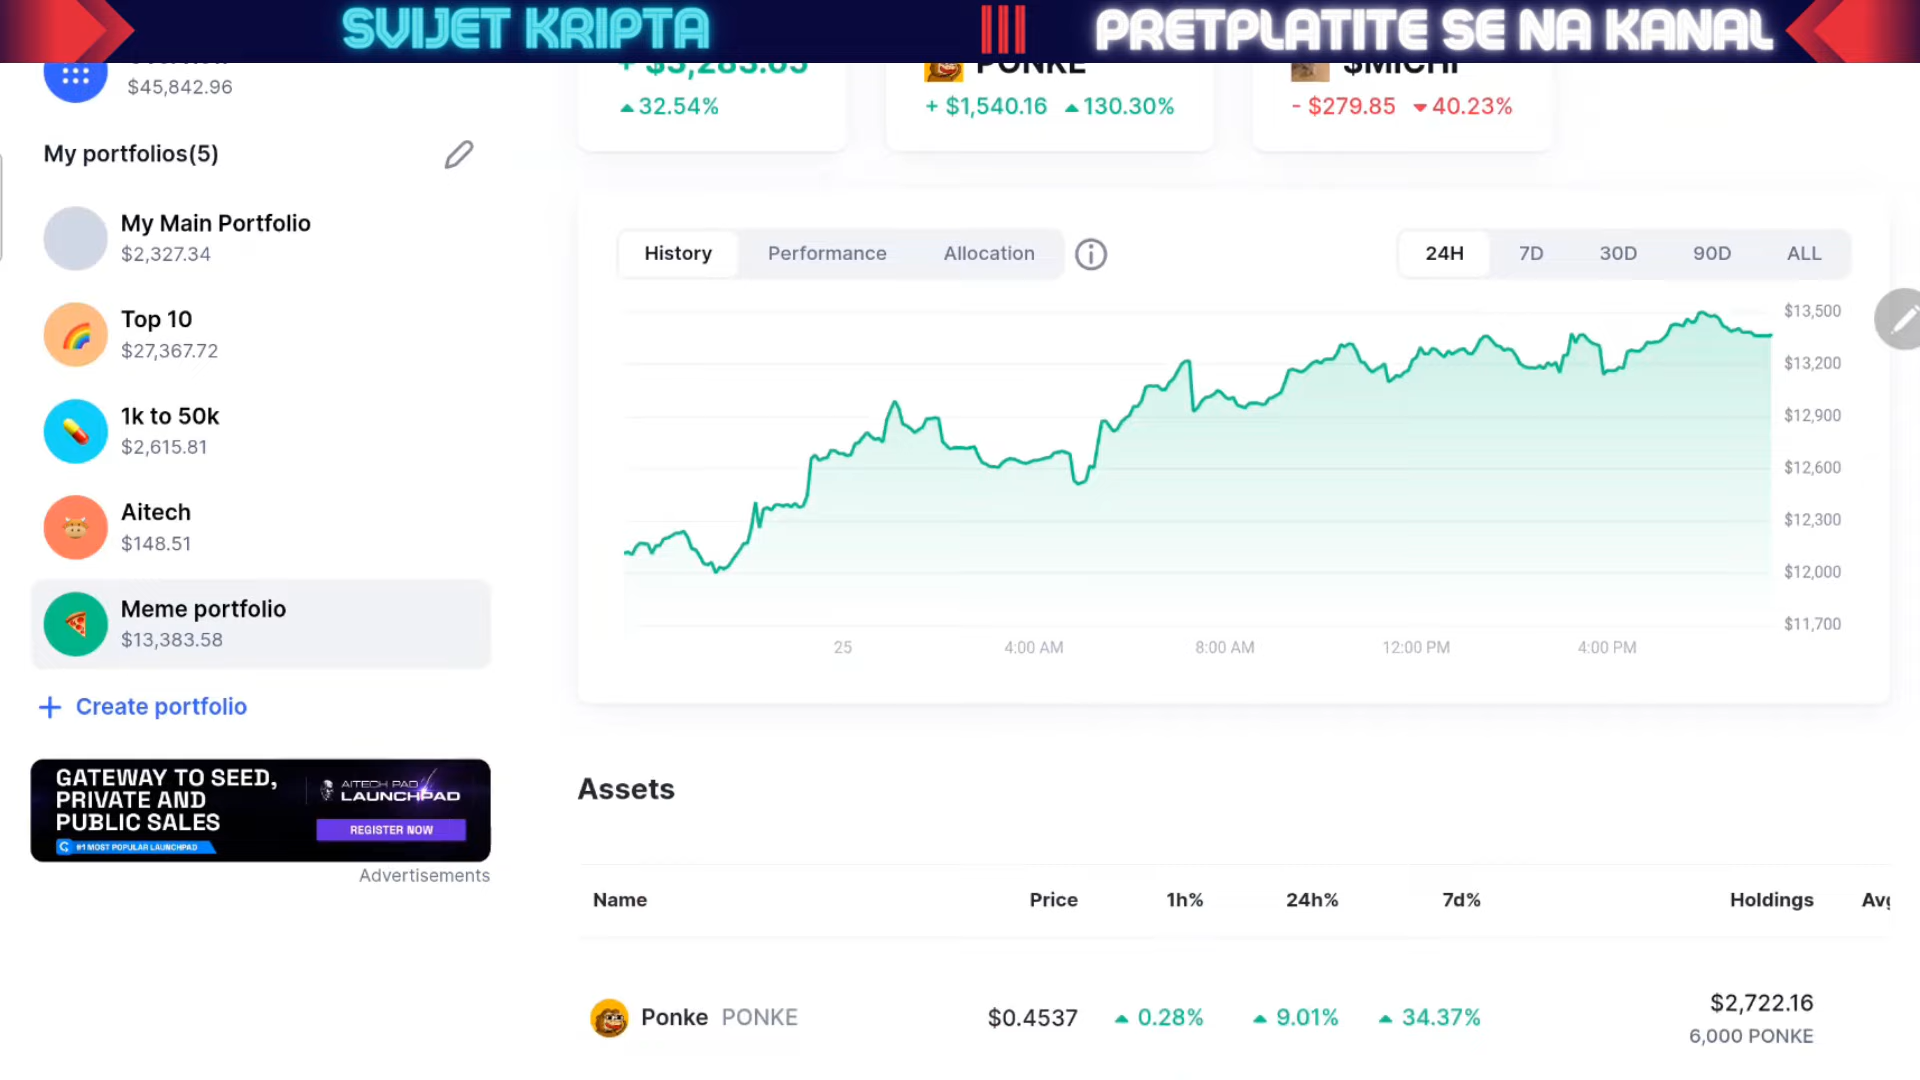 SVIJET KRIPTA
PRETPLATITE SE NA KANAL
$45,842.96
My portfolios(5)
My Main Portfolio
$2,327.34
Top 10
$27,367.72
1k to 50k
$2,615.81
Aitech
$148.51
Meme portfolio
$13,383.58
Create portfolio
GATEWAY TO SEED,
PRIVATE AND
PUBLIC SALES
#1 MOST POPULAR LAUNCHPAD
AITECH PAD
LAUNCHPAD
REGISTER NOW
Advertisements
+ $3,283.05
32.54%
PONKE
+ $1,540.16 130.30%
$MICHI
- $279.85 40.23%
History Performance Allocation
24H 7D 30D 90D ALL
$13,500
$13,200
$12,900
$12,600
$12,300
$12,000
$11,700
25 4:00 AM 8:00 AM 12:00 PM 4:00 PM
Assets
Name Price 1h% 24h% 7d% Holdings Avg
Ponke PONKE $0.4537 0.28% 9.01% 34.37% $2,722.16
6,000 PONKE